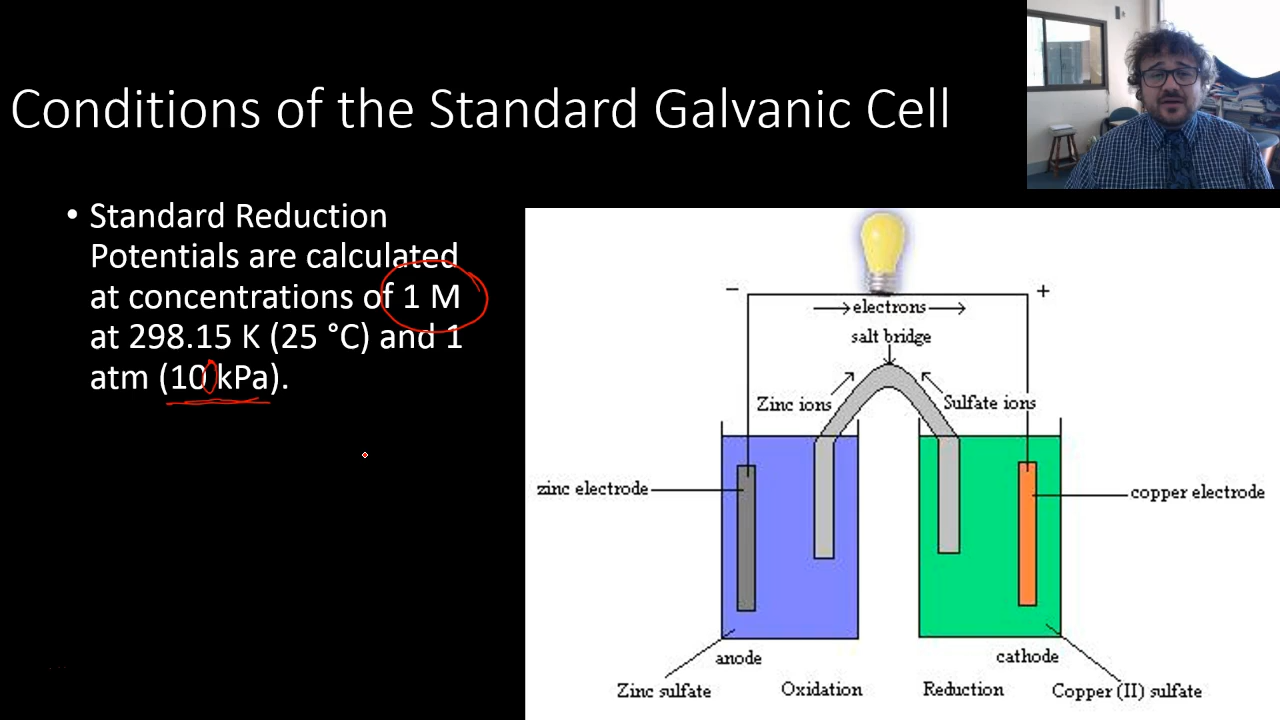 Conditions of the Standard Galvanic Cell
• Standard Reduction
Potentials are calculated
at concentrations of 1 M
at 298.15 K (25 °C) and 1
atm (100 kPa).
− +
electrons
salt bridge
Zinc ions Sulfate ions
zinc electrode copper electrode
anode cathode
Zinc sulfate Oxidation Reduction Copper (II) sulfate